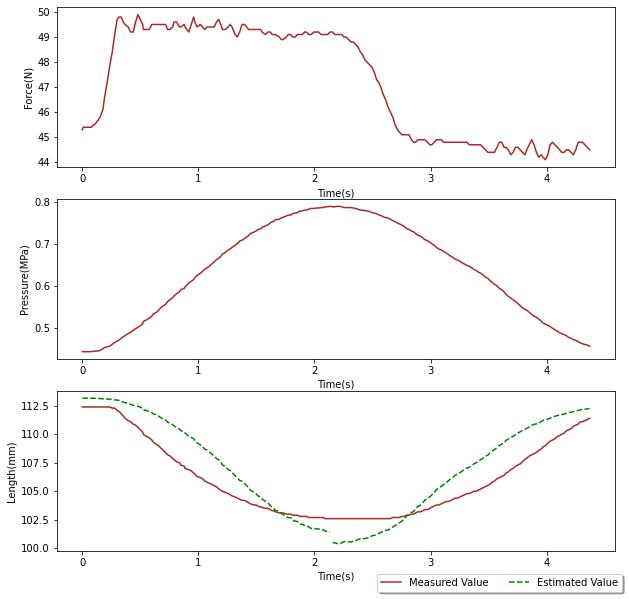 50
49
48
47
46
45
44
Force(N)
0 1 2 3 4
Time(s)
0.8
0.7
0.6
0.5
Pressure(MPa)
0 1 2 3 4
Time(s)
112.5
110.0
107.5
105.0
102.5
100.0
Length(mm)
0 1 2 3 4
Time(s)
Measured Value Estimated Value